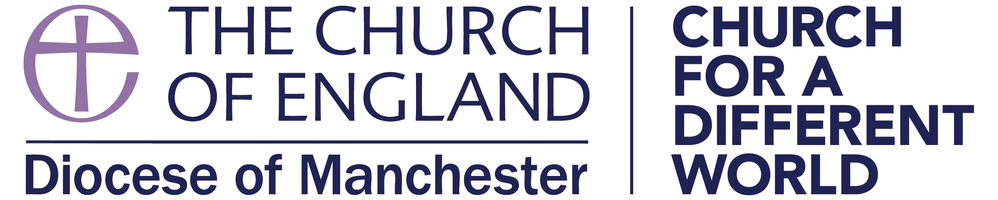 THE CHURCH
OF ENGLAND
Diocese of Manchester
CHURCH
FOR A
DIFFERENT
WORLD